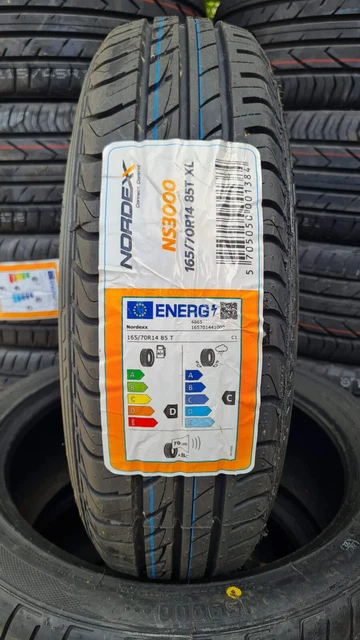 NORDEXX
NS3000
165/70R14 85T XL
5 705050 001384
ENERG
Nordexx
165/70R14 85 T
C1
A
B
C
D
E
D
A
B
C
D
E
C